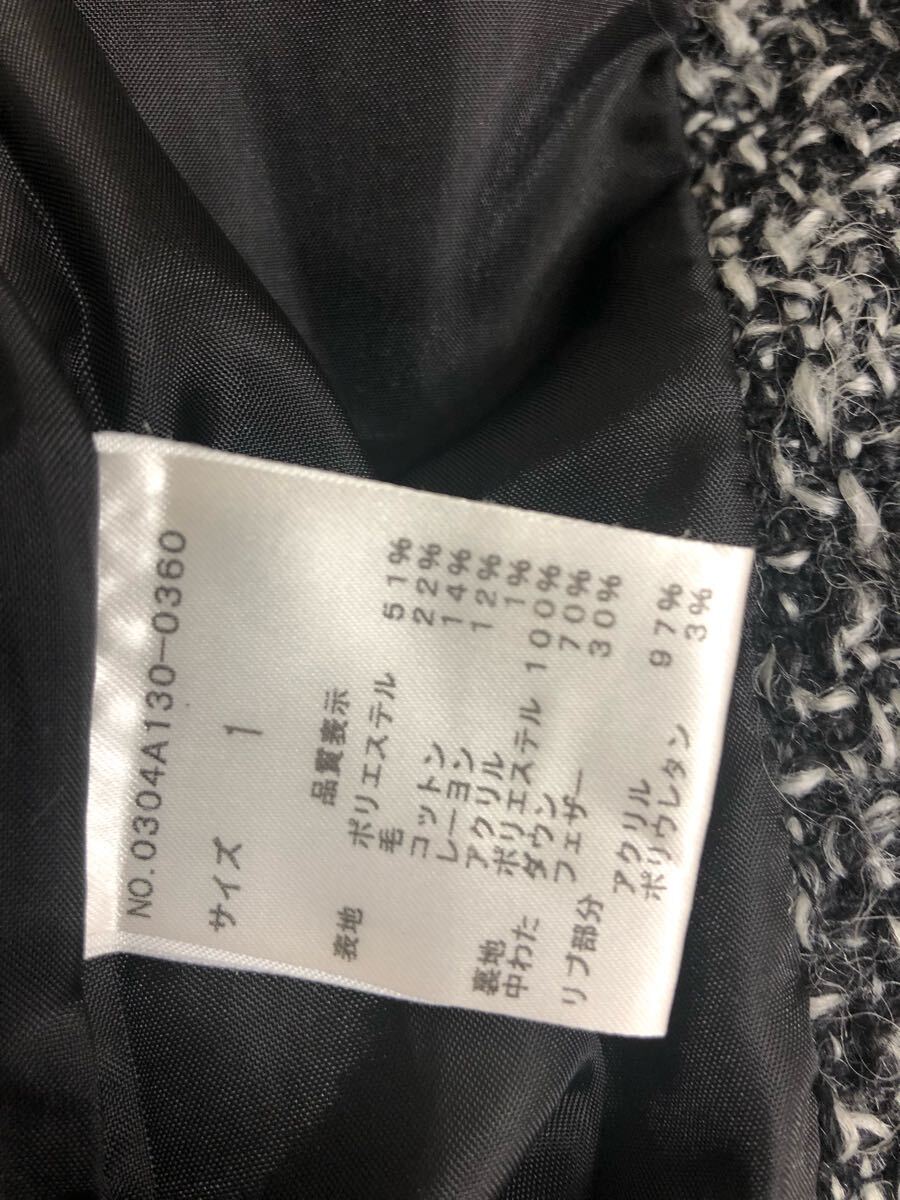 NO.0304A130-0360
サイズ 1
品質表示
表地 ポリエステル 51%
毛 22%
コットン 14%
レーヨン 12%
アクリル 1%
裏地 ポリエステル 100%
中わた ダウン 70%
フェザー 30%
リブ部分
アクリル 97%
ポリウレタン 3%